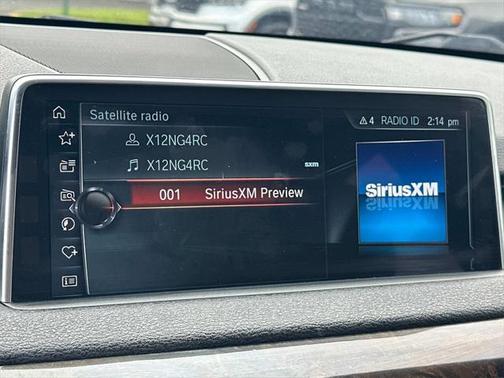 Satellite radio
4 RADIO ID 2:14 pm
X12NG4RC
X12NG4RC
sxm
001 SiriusXM Preview
SiriusXM